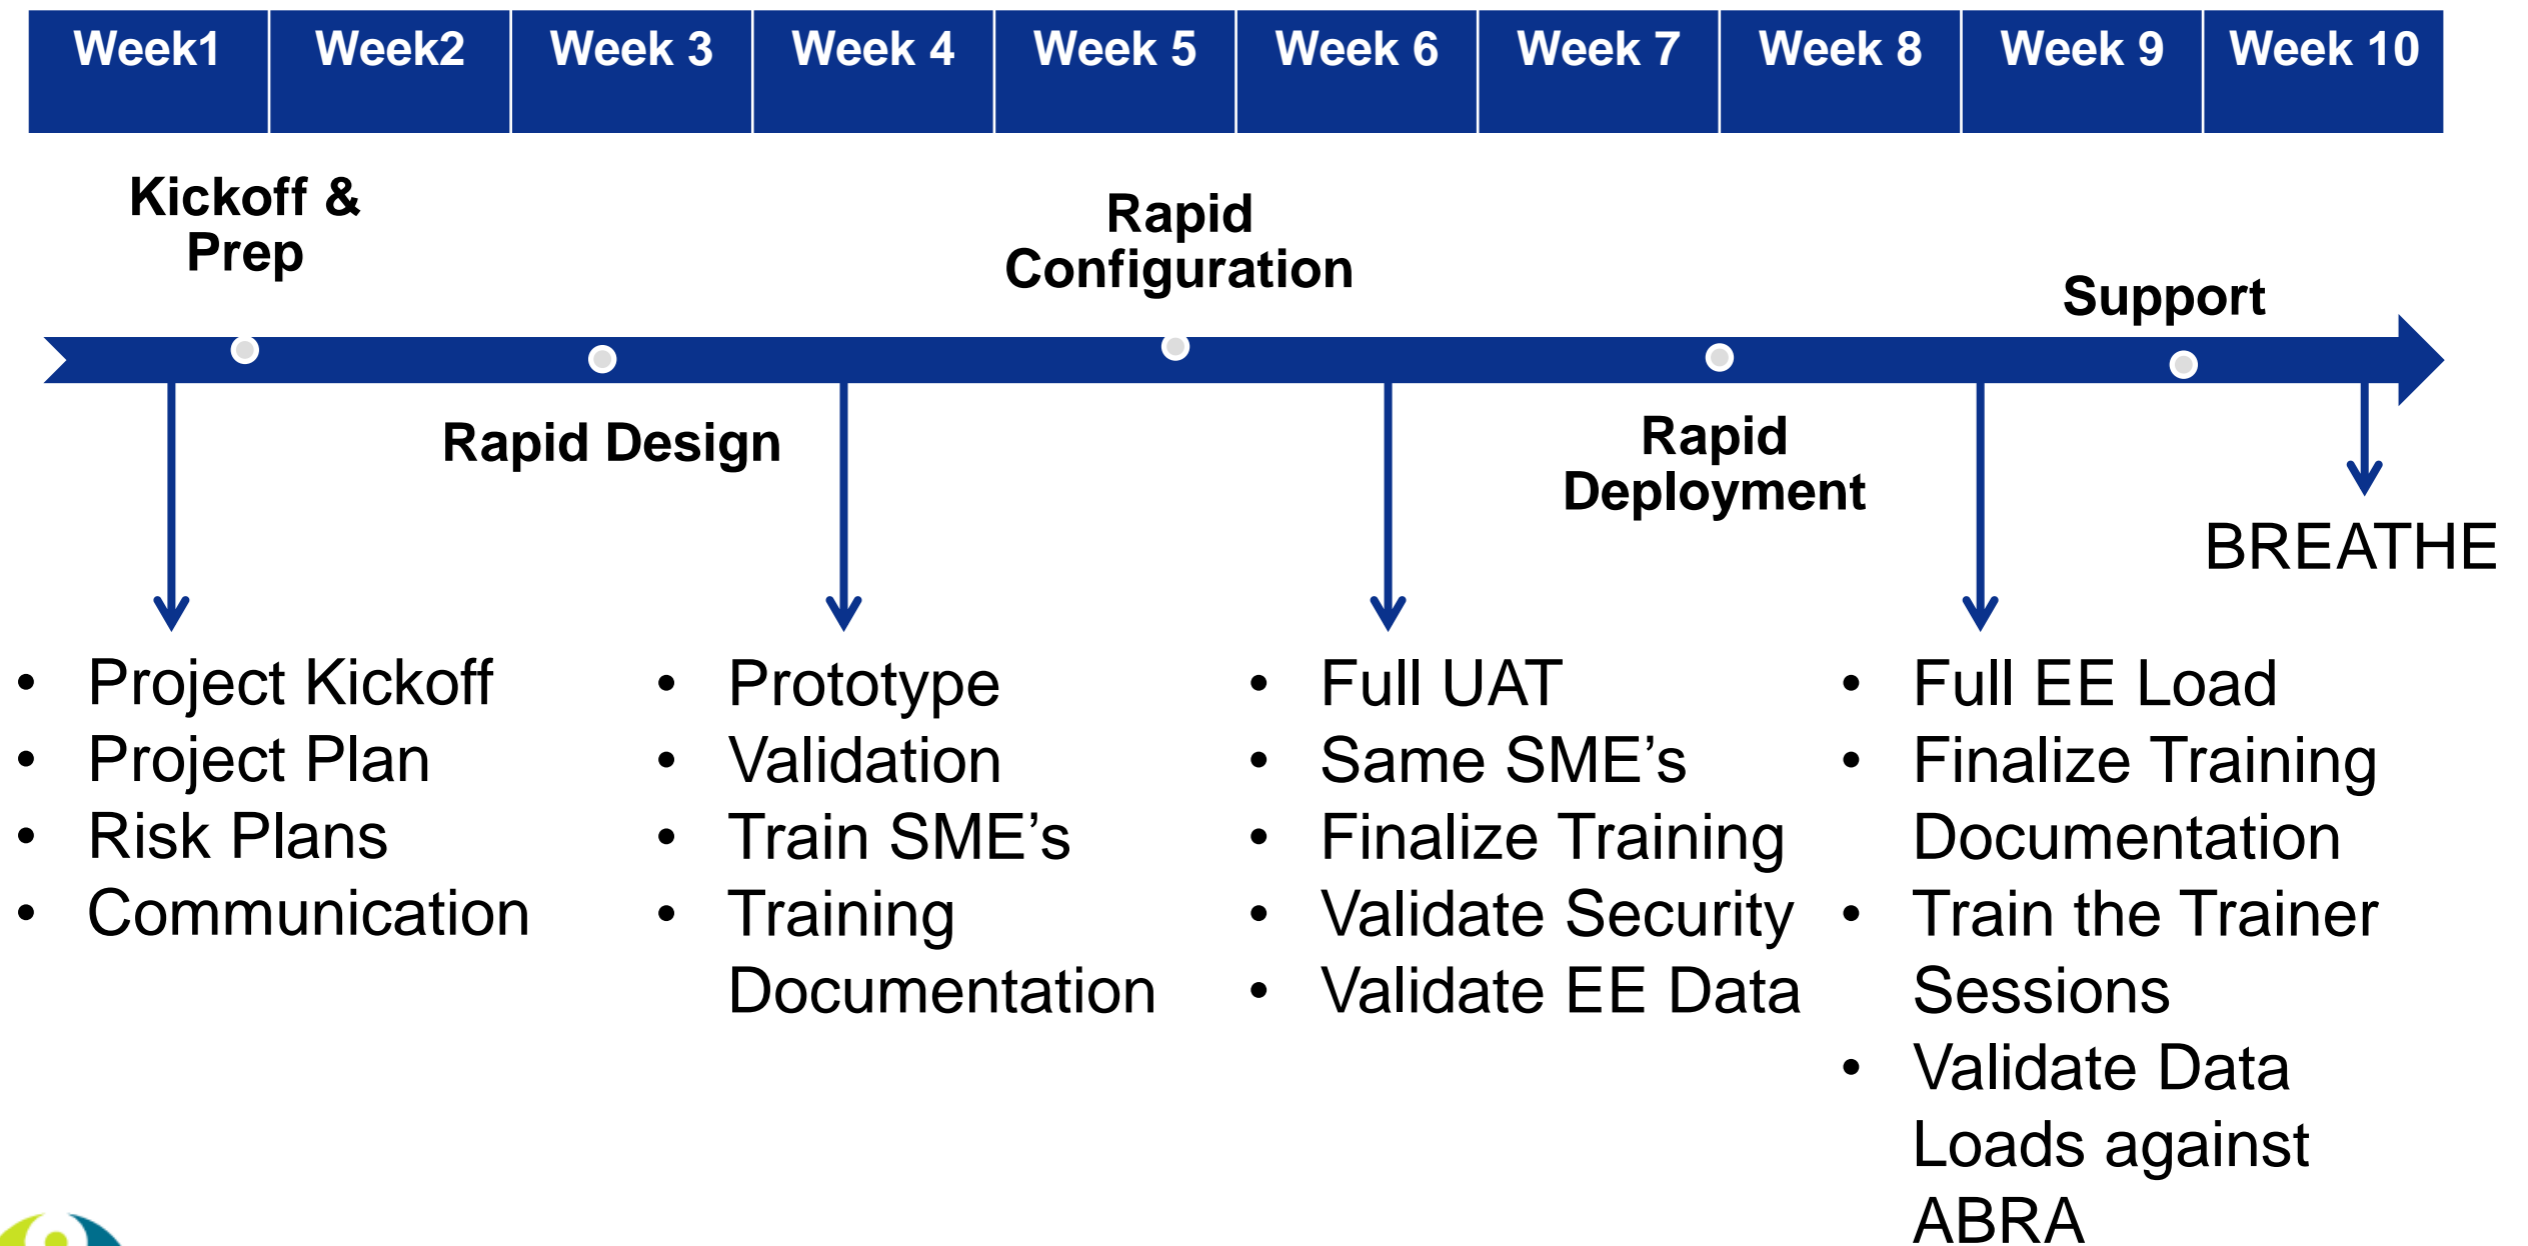 Week1
Week2
Week 3
Week 4
Week 5
Week 6
Week 7
Week 8
Week 9
Week 10
Kickoff &
Prep
Rapid
Configuration
Support
Rapid Design
Rapid
Deployment
BREATHE
• Project Kickoff
• Project Plan
• Risk Plans
• Communication
• Prototype
• Validation
• Train SME’s
• Training
Documentation
• Full UAT
• Same SME’s
• Finalize Training
• Validate Security
• Validate EE Data
• Full EE Load
• Finalize Training
Documentation
• Train the Trainer
Sessions
• Validate Data
Loads against
ABRA